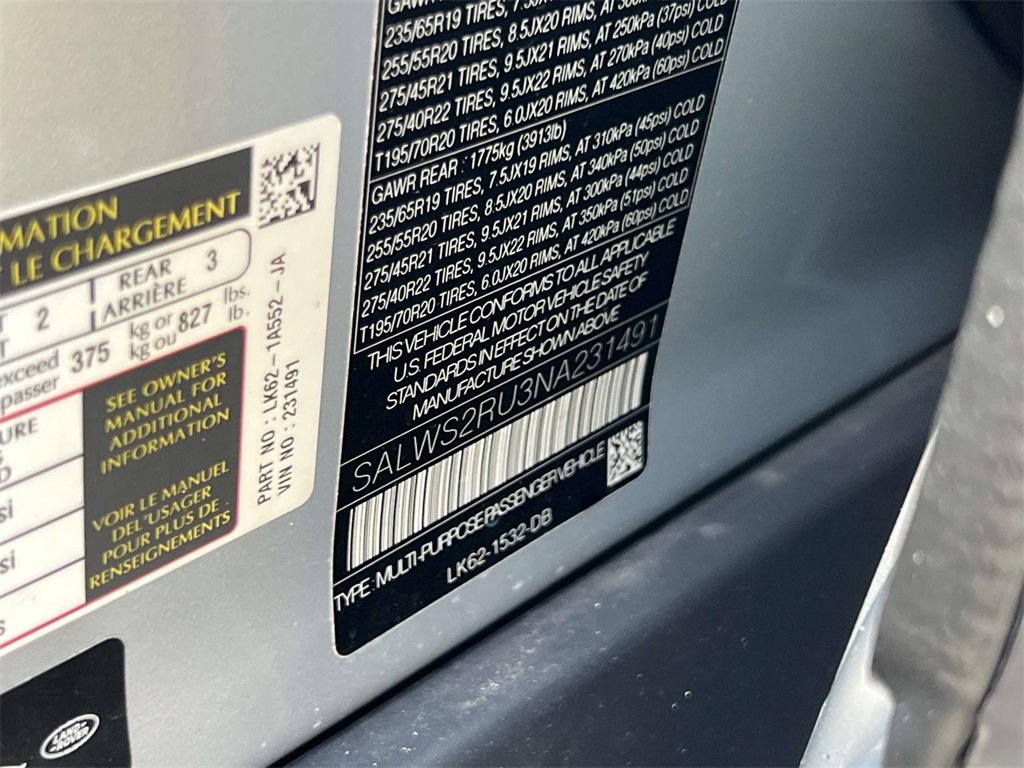 GAWR
235/65R19 TIRES, 7.5JX
255/55R20 TIRES, 8.5JX20 RIMS, AT
275/45R21 TIRES, 9.5JX21 RIMS, AT 250kPa (37psi) COLD
275/40R22 TIRES, 9.5JX22 RIMS, AT 270kPa (40psi) COLD
T195/70R20 TIRES, 6.0JX20 RIMS, AT 420kPa (60psi) COLD
GAWR REAR : 1775kg (3913lb)
235/65R19 TIRES, 7.5JX19 RIMS, AT 310kPa (45psi) COLD
255/55R20 TIRES, 8.5JX20 RIMS, AT 340kPa (50psi) COLD
275/45R21 TIRES, 9.5JX21 RIMS, AT 300kPa (44psi) COLD
275/40R22 TIRES, 9.5JX22 RIMS, AT 350kPa (51psi) COLD
T195/70R20 TIRES, 6.0JX20 RIMS, AT 420kPa (60psi) COLD
THIS VEHICLE CONFORMS TO ALL APPLICABLE
U.S. FEDERAL MOTOR VEHICLE SAFETY
STANDARDS IN EFFECT ON THE DATE OF
MANUFACTURE SHOWN ABOVE
SALWS2RU3NA231491
TYPE: MULTI-PURPOSE PASSENGER VEHICLE
LK62-1532-DB
MATION
LE CHARGEMENT
2
REAR 3
ARRIÈRE
exceed 375 kg or 827 lbs.
passer kg ou lb.
SEE OWNER'S
MANUAL FOR
ADDITIONAL
INFORMATION
VOIR LE MANUEL
DE L'USAGER
POUR PLUS DE
RENSEIGNEMENTS
PART NO : LK62-1A552-JA
VIN NO : 231491
URE
si
si
LAND-
ROVER